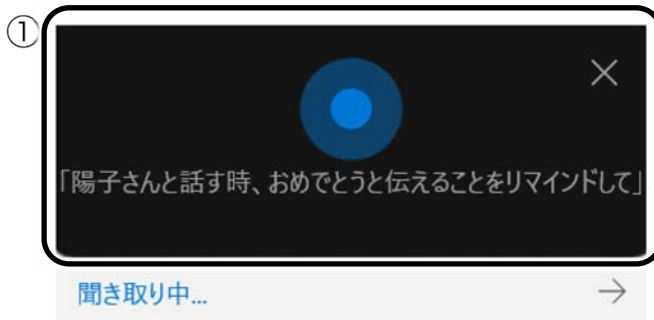 ①
「陽子さんと話す時、おめでとうと伝えることをリマインドして」
聞き取り中...